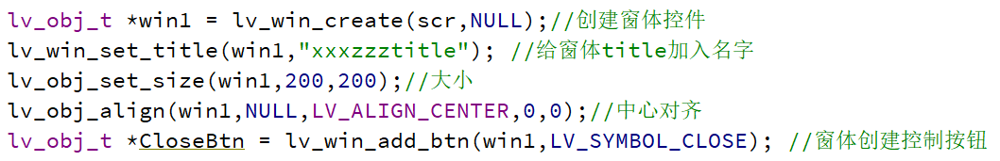 lv_obj_t *win1 = lv_win_create(scr,NULL);//创建窗体控件
lv_win_set_title(win1,"xxxzzztitle"); //给窗体title加入名字
lv_obj_set_size(win1,200,200);//大小
lv_obj_align(win1,NULL,LV_ALIGN_CENTER,0,0);//中心对齐
lv_obj_t *CloseBtn = lv_win_add_btn(win1,LV_SYMBOL_CLOSE); //窗体创建控制按钮